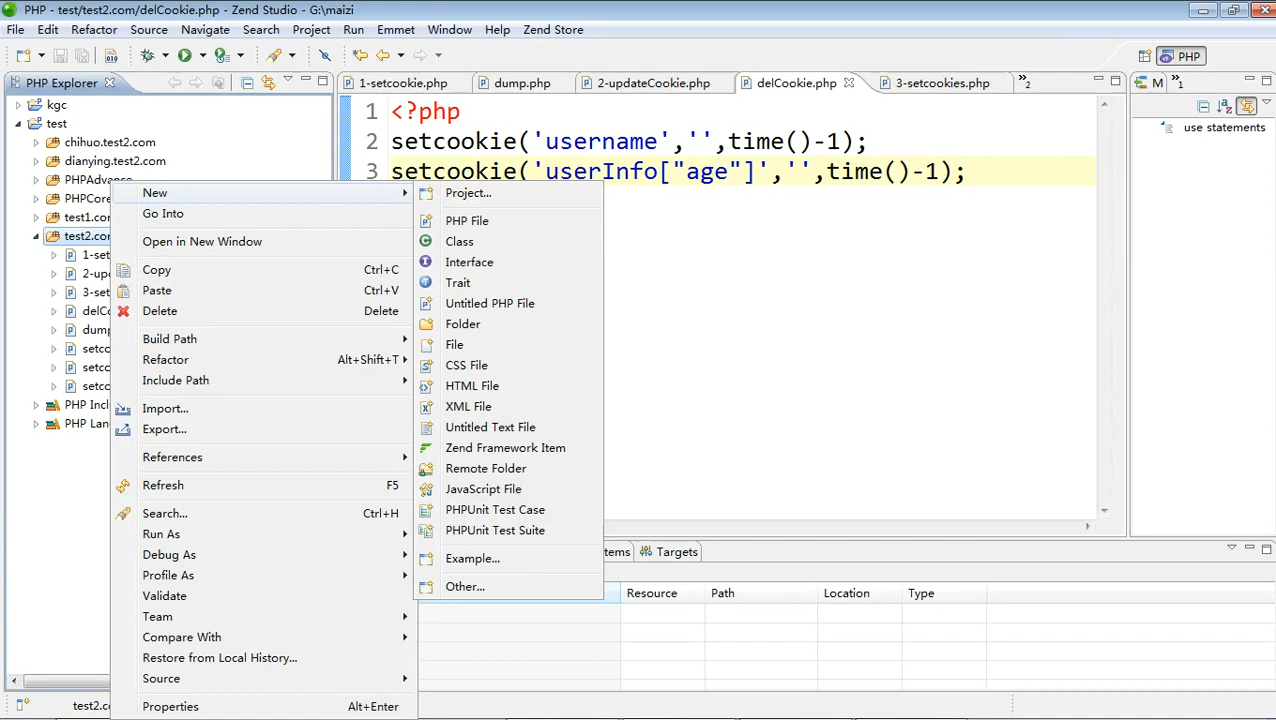 PHP - test/test2.com/delCookie.php - Zend Studio - G:\maizi
File Edit Refactor Source Navigate Search Project Run Emmet Window Help Zend Store
PHP
PHP Explorer
1-setcookie.php
dump.php
2-updateCookie.php
delCookie.php
3-setcookies.php
»2
M
»1
kgc
test
chihuo.test2.com
dianying.test2.com
PHPAdvance
PHPCore
test1.com
test2.com
1-set
2-upd
3-set
delC
dump
setco
setco
setco
PHP Incl
PHP Lan
1 <?php
2 setcookie('username','',time()-1);
3 setcookie('userInfo["age"]','',time()-1);
use statements
New
Go Into
Open in New Window
Copy Ctrl+C
Paste Ctrl+V
Delete Delete
Build Path
Refactor Alt+Shift+T
Include Path
Import...
Export...
References
Refresh F5
Search... Ctrl+H
Run As
Debug As
Profile As
Validate
Team
Compare With
Restore from Local History...
Source
Properties Alt+Enter
Project...
PHP File
Class
Interface
Trait
Untitled PHP File
Folder
File
CSS File
HTML File
XML File
Untitled Text File
Zend Framework Item
Remote Folder
JavaScript File
PHPUnit Test Case
PHPUnit Test Suite
Example...
Other...
tems
Targets
Resource Path Location Type
test2.c